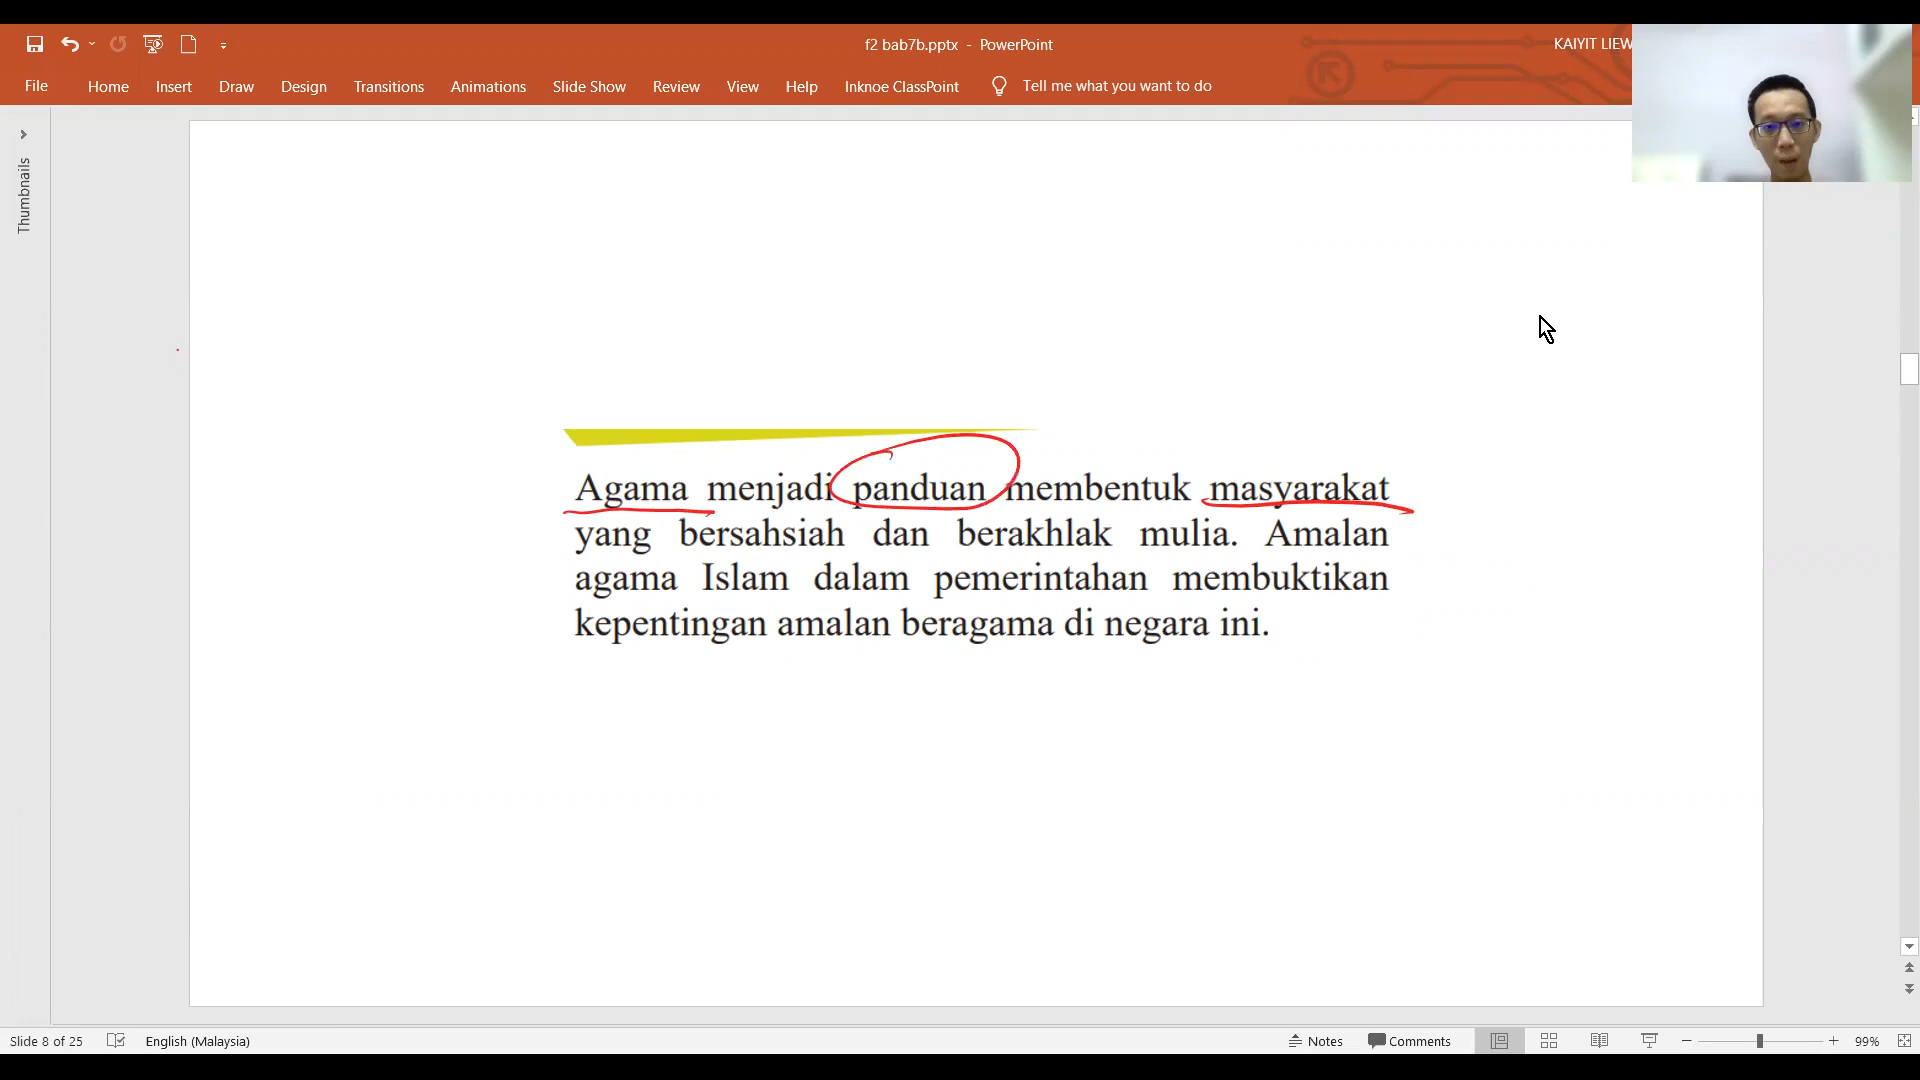 f2 bab7b.pptx - PowerPoint
KAIYIT LIEW
File Home Insert Draw Design Transitions Animations Slide Show Review View Help Inknoe ClassPoint Tell me what you want to do
Thumbnails
Agama menjadi panduan membentuk masyarakat
yang bersahsiah dan berakhlak mulia. Amalan
agama Islam dalam pemerintahan membuktikan
kepentingan amalan beragama di negara ini.
Slide 8 of 25 English (Malaysia) Notes Comments 99%